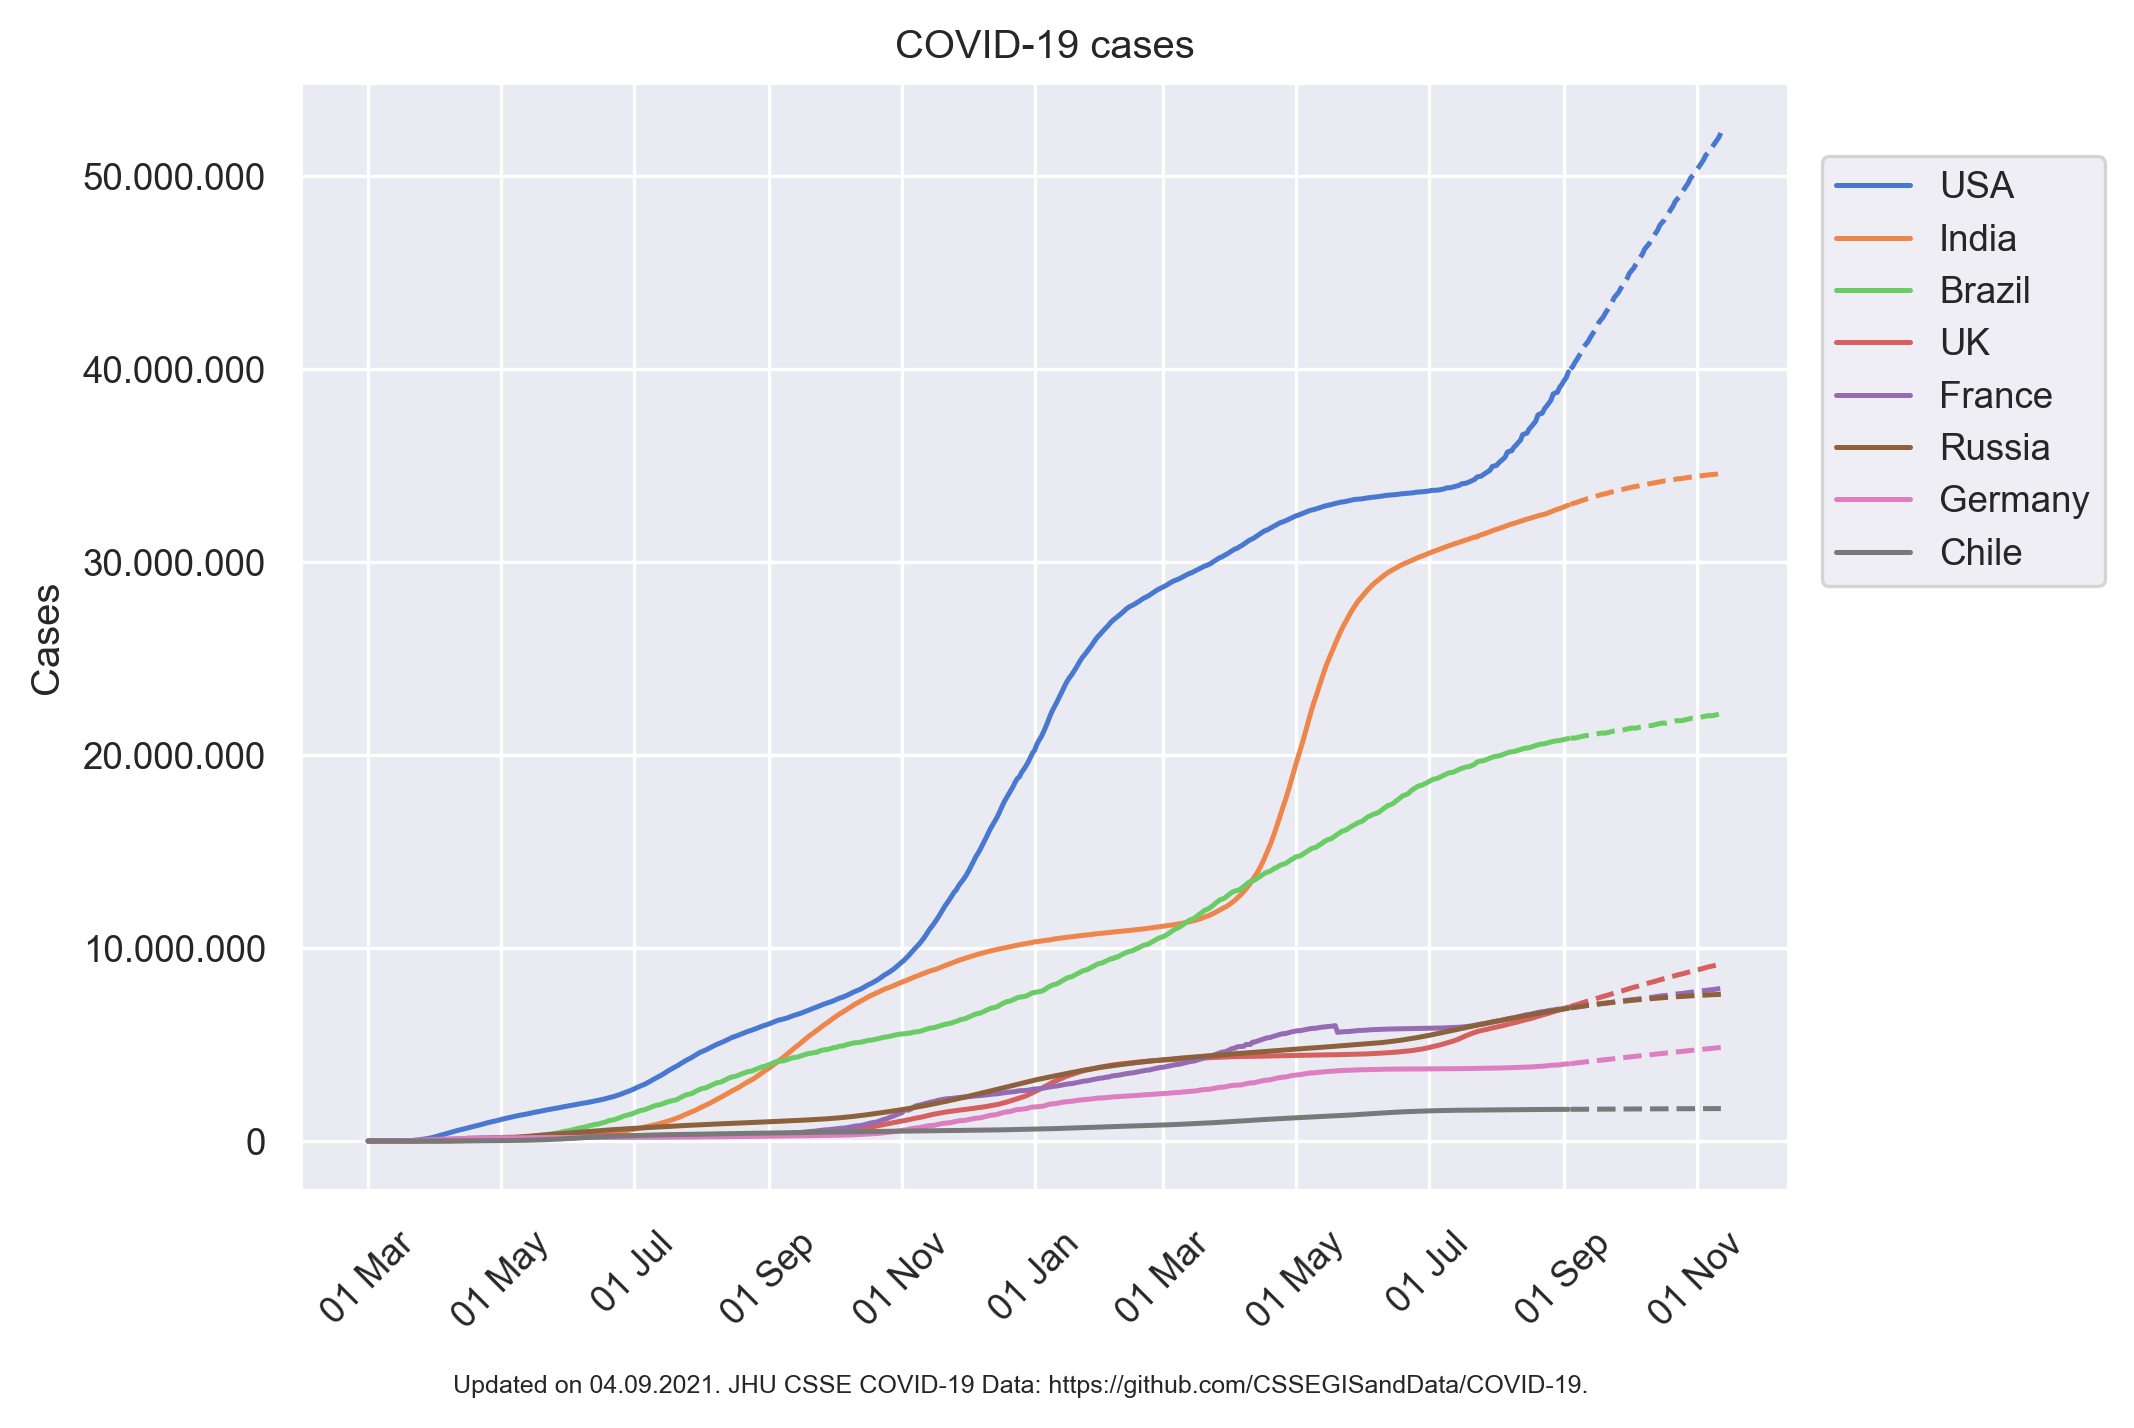 COVID-19 cases
Cases
50.000.000
40.000.000
30.000.000
20.000.000
10.000.000
0
01 Mar
01 May
01 Jul
01 Sep
01 Nov
01 Jan
01 Mar
01 May
01 Jul
01 Sep
01 Nov
USA
India
Brazil
UK
France
Russia
Germany
Chile
Updated on 04.09.2021. JHU CSSE COVID-19 Data: https://github.com/CSSEGISandData/COVID-19.